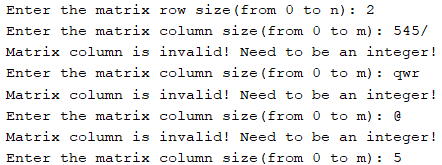 Enter the matrix row size(from 0 to n): 2
Enter the matrix column size(from 0 to m): 545/
Matrix column is invalid! Need to be an integer!
Enter the matrix column size(from 0 to m): qwr
Matrix column is invalid! Need to be an integer!
Enter the matrix column size(from 0 to m): @
Matrix column is invalid! Need to be an integer!
Enter the matrix column size(from 0 to m): 5